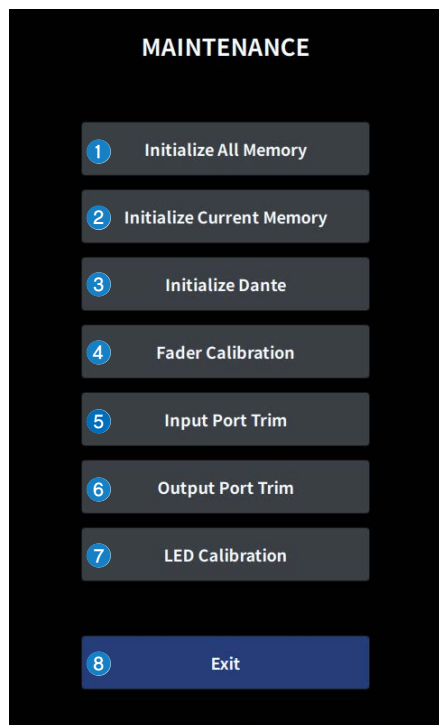 MAINTENANCE
1 Initialize All Memory
2 Initialize Current Memory
3 Initialize Dante
4 Fader Calibration
5 Input Port Trim
6 Output Port Trim
7 LED Calibration
8 Exit